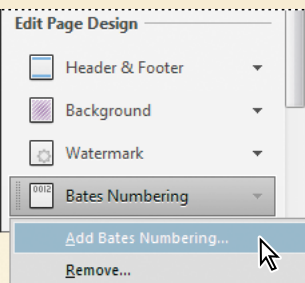 Edit Page Design
Header & Footer
Background
Watermark
0012
Bates Numbering
Add Bates Numbering...
Remove...